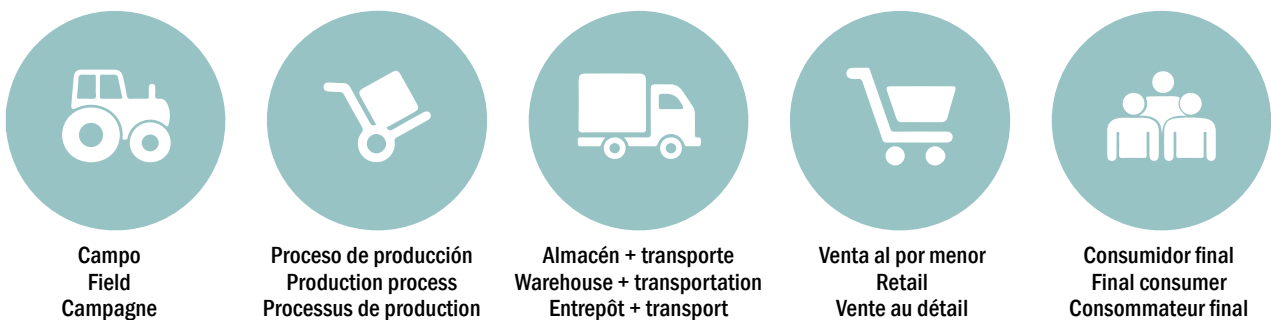 Campo
Field
Campagne
Proceso de producción
Production process
Processus de production
Almacén + transporte
Warehouse + transportation
Entrepôt + transport
Venta al por menor
Retail
Vente au détail
Consumidor final
Final consumer
Consommateur final